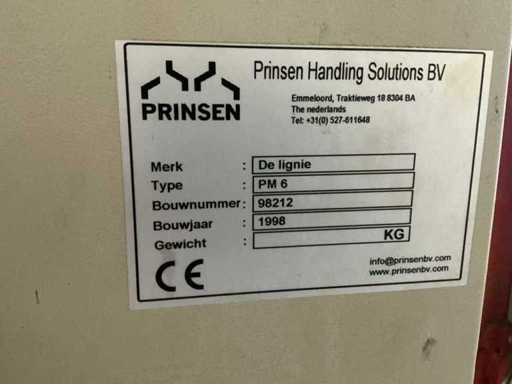 PRINSEN
Prinsen Handling Solutions BV
Emmeloord, Traktieweg 18 8304 BA
The nederlands
Tel: +31(0) 527-611648
Merk : De lignie
Type : PM 6
Bouwnummer: 98212
Bouwjaar : 1998
Gewicht : KG
CE
info@prinsenbv.com
www.prinsenbv.com